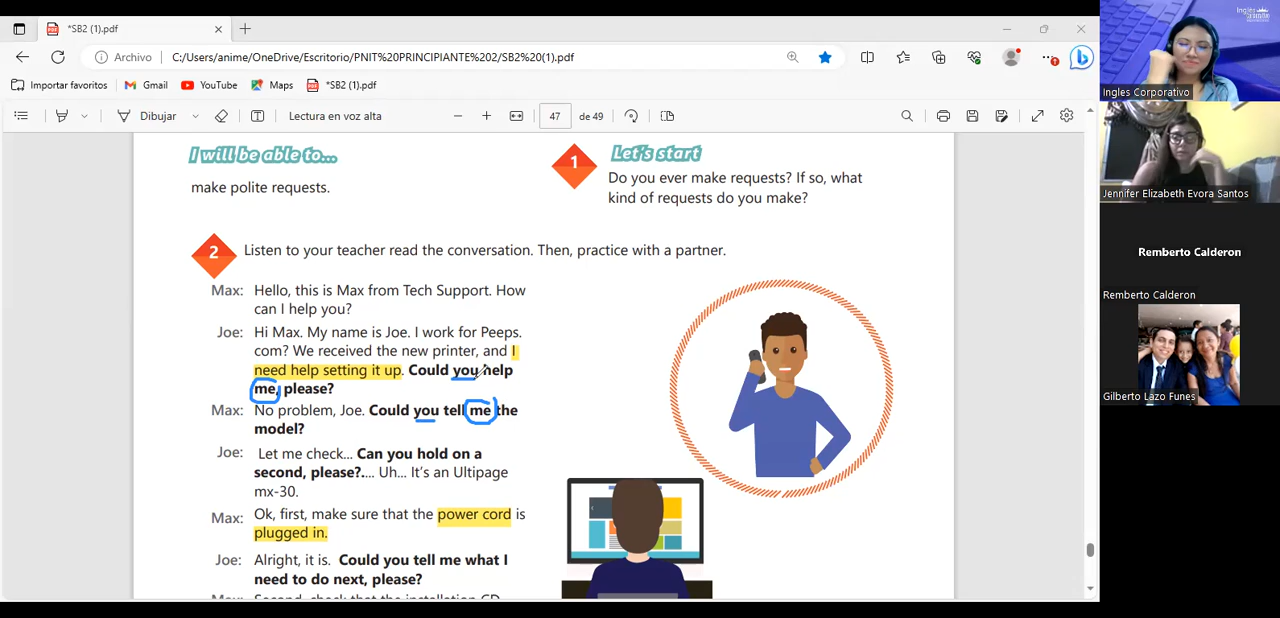 *SB2 (1).pdf
Archivo
C:/Users/anime/OneDrive/Escritorio/PNIT%20PRINCIPIANTE%202/SB2%20(1).pdf
Importar favoritos
Gmail
YouTube
Maps
*SB2 (1).pdf
Dibujar
Lectura en voz alta
47
de 49
I will be able to...
make polite requests.
1
Let's start
Do you ever make requests? If so, what
kind of requests do you make?
2
Listen to your teacher read the conversation. Then, practice with a partner.
Max: Hello, this is Max from Tech Support. How
can I help you?
Joe: Hi Max. My name is Joe. I work for Peeps.
com? We received the new printer, and I
need help setting it up. Could you help
me, please?
Max: No problem, Joe. Could you tell me the
model?
Joe: Let me check... Can you hold on a
second, please?.... Uh... It's an Ultipage
mx-30.
Max: Ok, first, make sure that the power cord is
plugged in.
Joe: Alright, it is. Could you tell me what I
need to do next, please?
Max: Second, check that the installation CD
Ingles Corporativo
Jennifer Elizabeth Evora Santos
Remberto Calderon
Remberto Calderon
Gilberto Lazo Funes